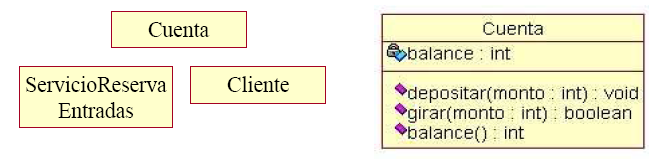 Cuenta
ServicioReserva
Entradas
Cliente
Cuenta
balance : int
depositar(monto : int) : void
girar(monto : int) : boolean
balance() : int